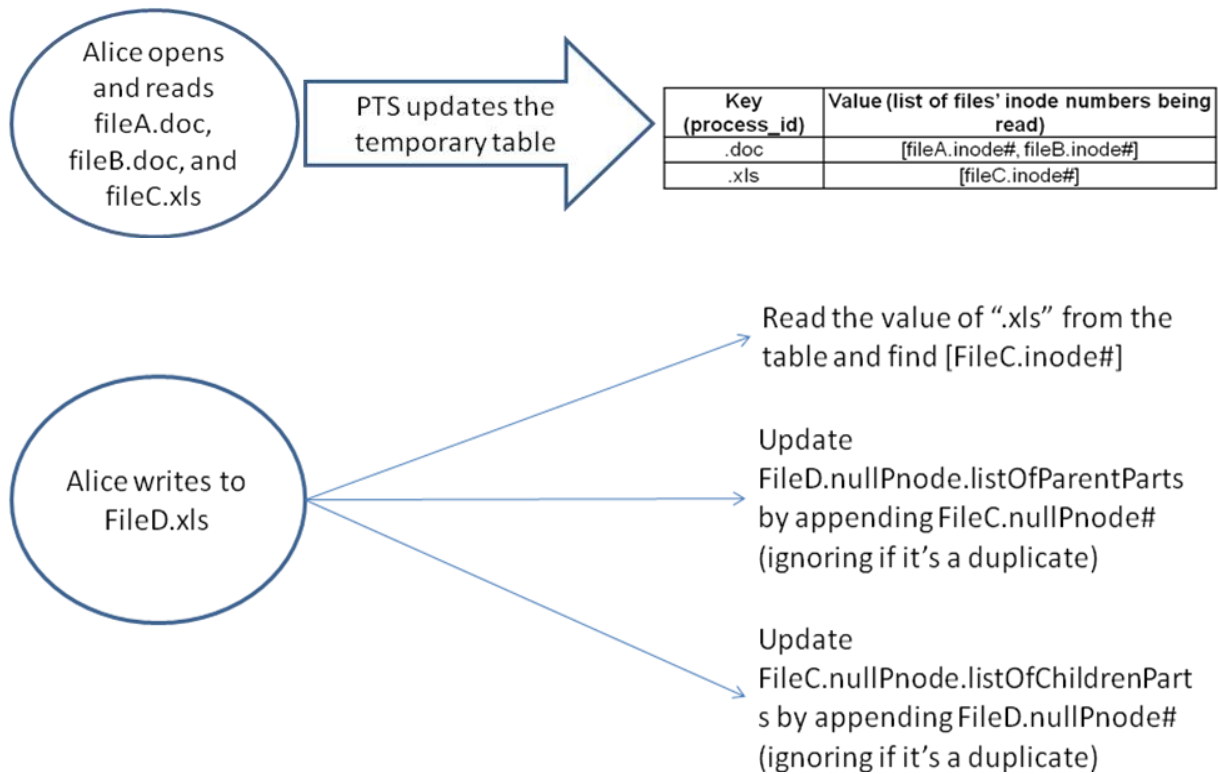 Alice opens
and reads
fileA.doc,
fileB.doc, and
fileC.xls
PTS updates the
temporary table
Key
(process_id)
Value (list of files' inode numbers being
read)
.doc
[fileA.inode#, fileB.inode#]
.xls
[fileC.inode#]
Alice writes to
FileD.xls
Read the value of “.xls” from the
table and find [FileC.inode#]
Update
FileD.nullPnode.listOfParentParts
by appending FileC.nullPnode#
(ignoring if it's a duplicate)
Update
FileC.nullPnode.listOfChildrenPart
s by appending FileD.nullPnode#
(ignoring if it's a duplicate)